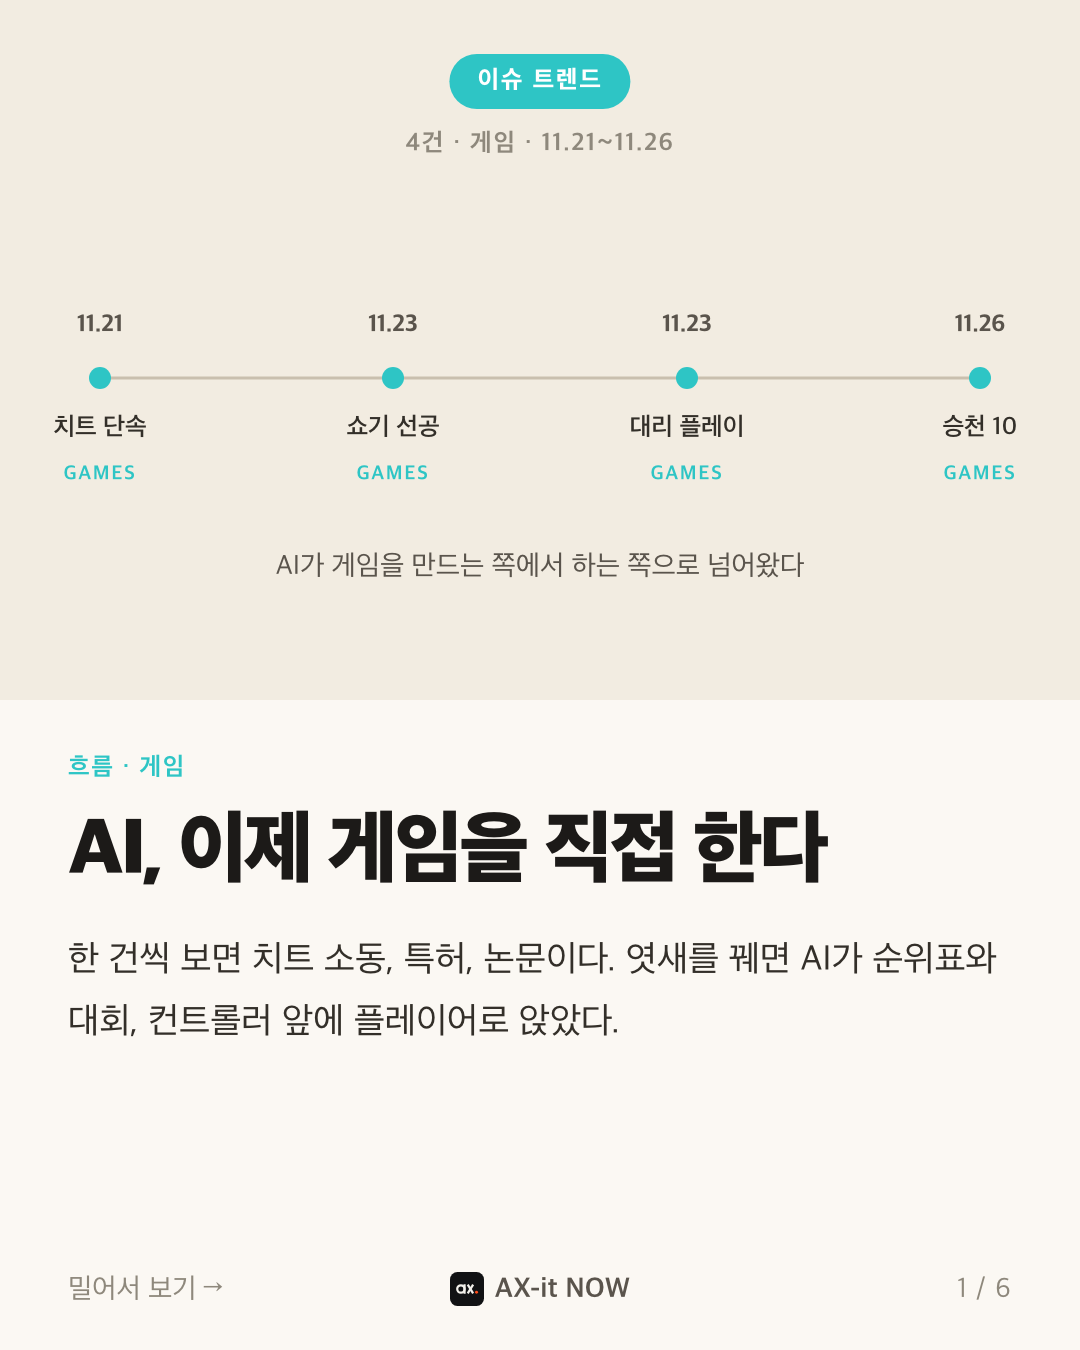 이슈 트렌드
4건 · 게임 · 11.21~11.26
11.21 11.23 11.23 11.26
치트 단속 쇼기 선공 대리 플레이 승천 10
GAMES GAMES GAMES GAMES
AI가 게임을 만드는 쪽에서 하는 쪽으로 넘어왔다
흐름 · 게임
AI, 이제 게임을 직접 한다
한 건씩 보면 치트 소동, 특허, 논문이다. 엿새를 꿰면 AI가 순위표와
대회, 컨트롤러 앞에 플레이어로 앉았다.
밀어서 보기 → ax. AX-it NOW 1 / 6